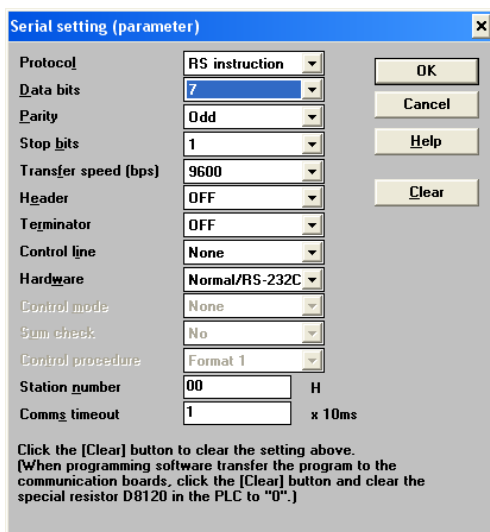 Serial setting (parameter)
Protocol RS instruction OK
Data bits 7
Cancel
Parity Odd
Stop bits 1 Help
Transfer speed (bps) 9600
Header OFF Clear
Terminator OFF
Control line None
Hardware Normal/RS-232C
Control mode None
Sum check No
Control procedure Format 1
Station number 00 H
Comms timeout 1 x 10ms
Click the [Clear] button to clear the setting above.
(When programming software transfer the program to the
communication boards, click the [Clear] button and clear the
special resistor D8120 in the PLC to "0".)